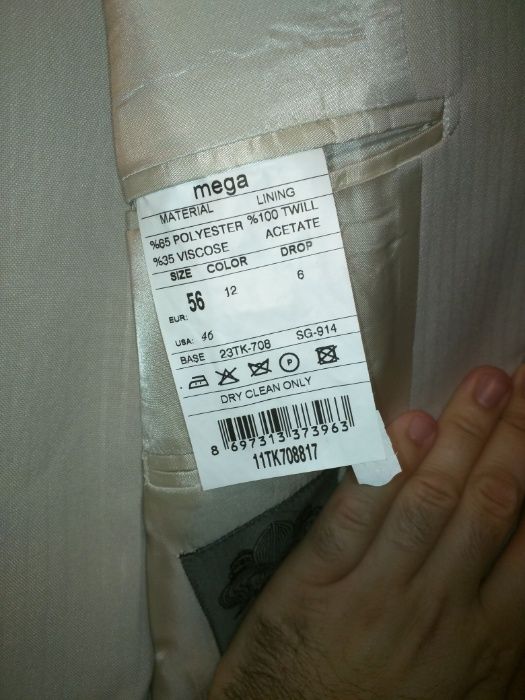 mega
MATERIAL LINING
%65 POLYESTER %100 TWILL
%35 VISCOSE ACETATE
SIZE COLOR DROP
EUR: 56 12 6
USA: 46
BASE 23TK-708 SG-914
P
DRY CLEAN ONLY
8 697313 373963
11TK708817